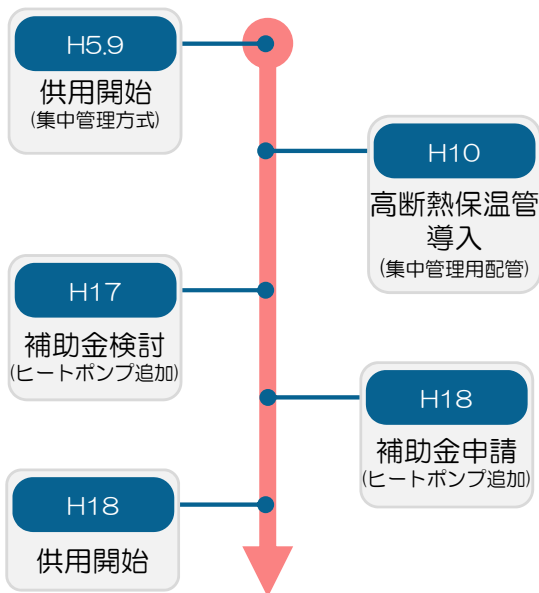 H5.9
供用開始
(集中管理方式)
H10
高断熱保温管
導入
(集中管理用配管)
H17
補助金検討
(ヒートポンプ追加)
H18
補助金申請
(ヒートポンプ追加)
H18
供用開始